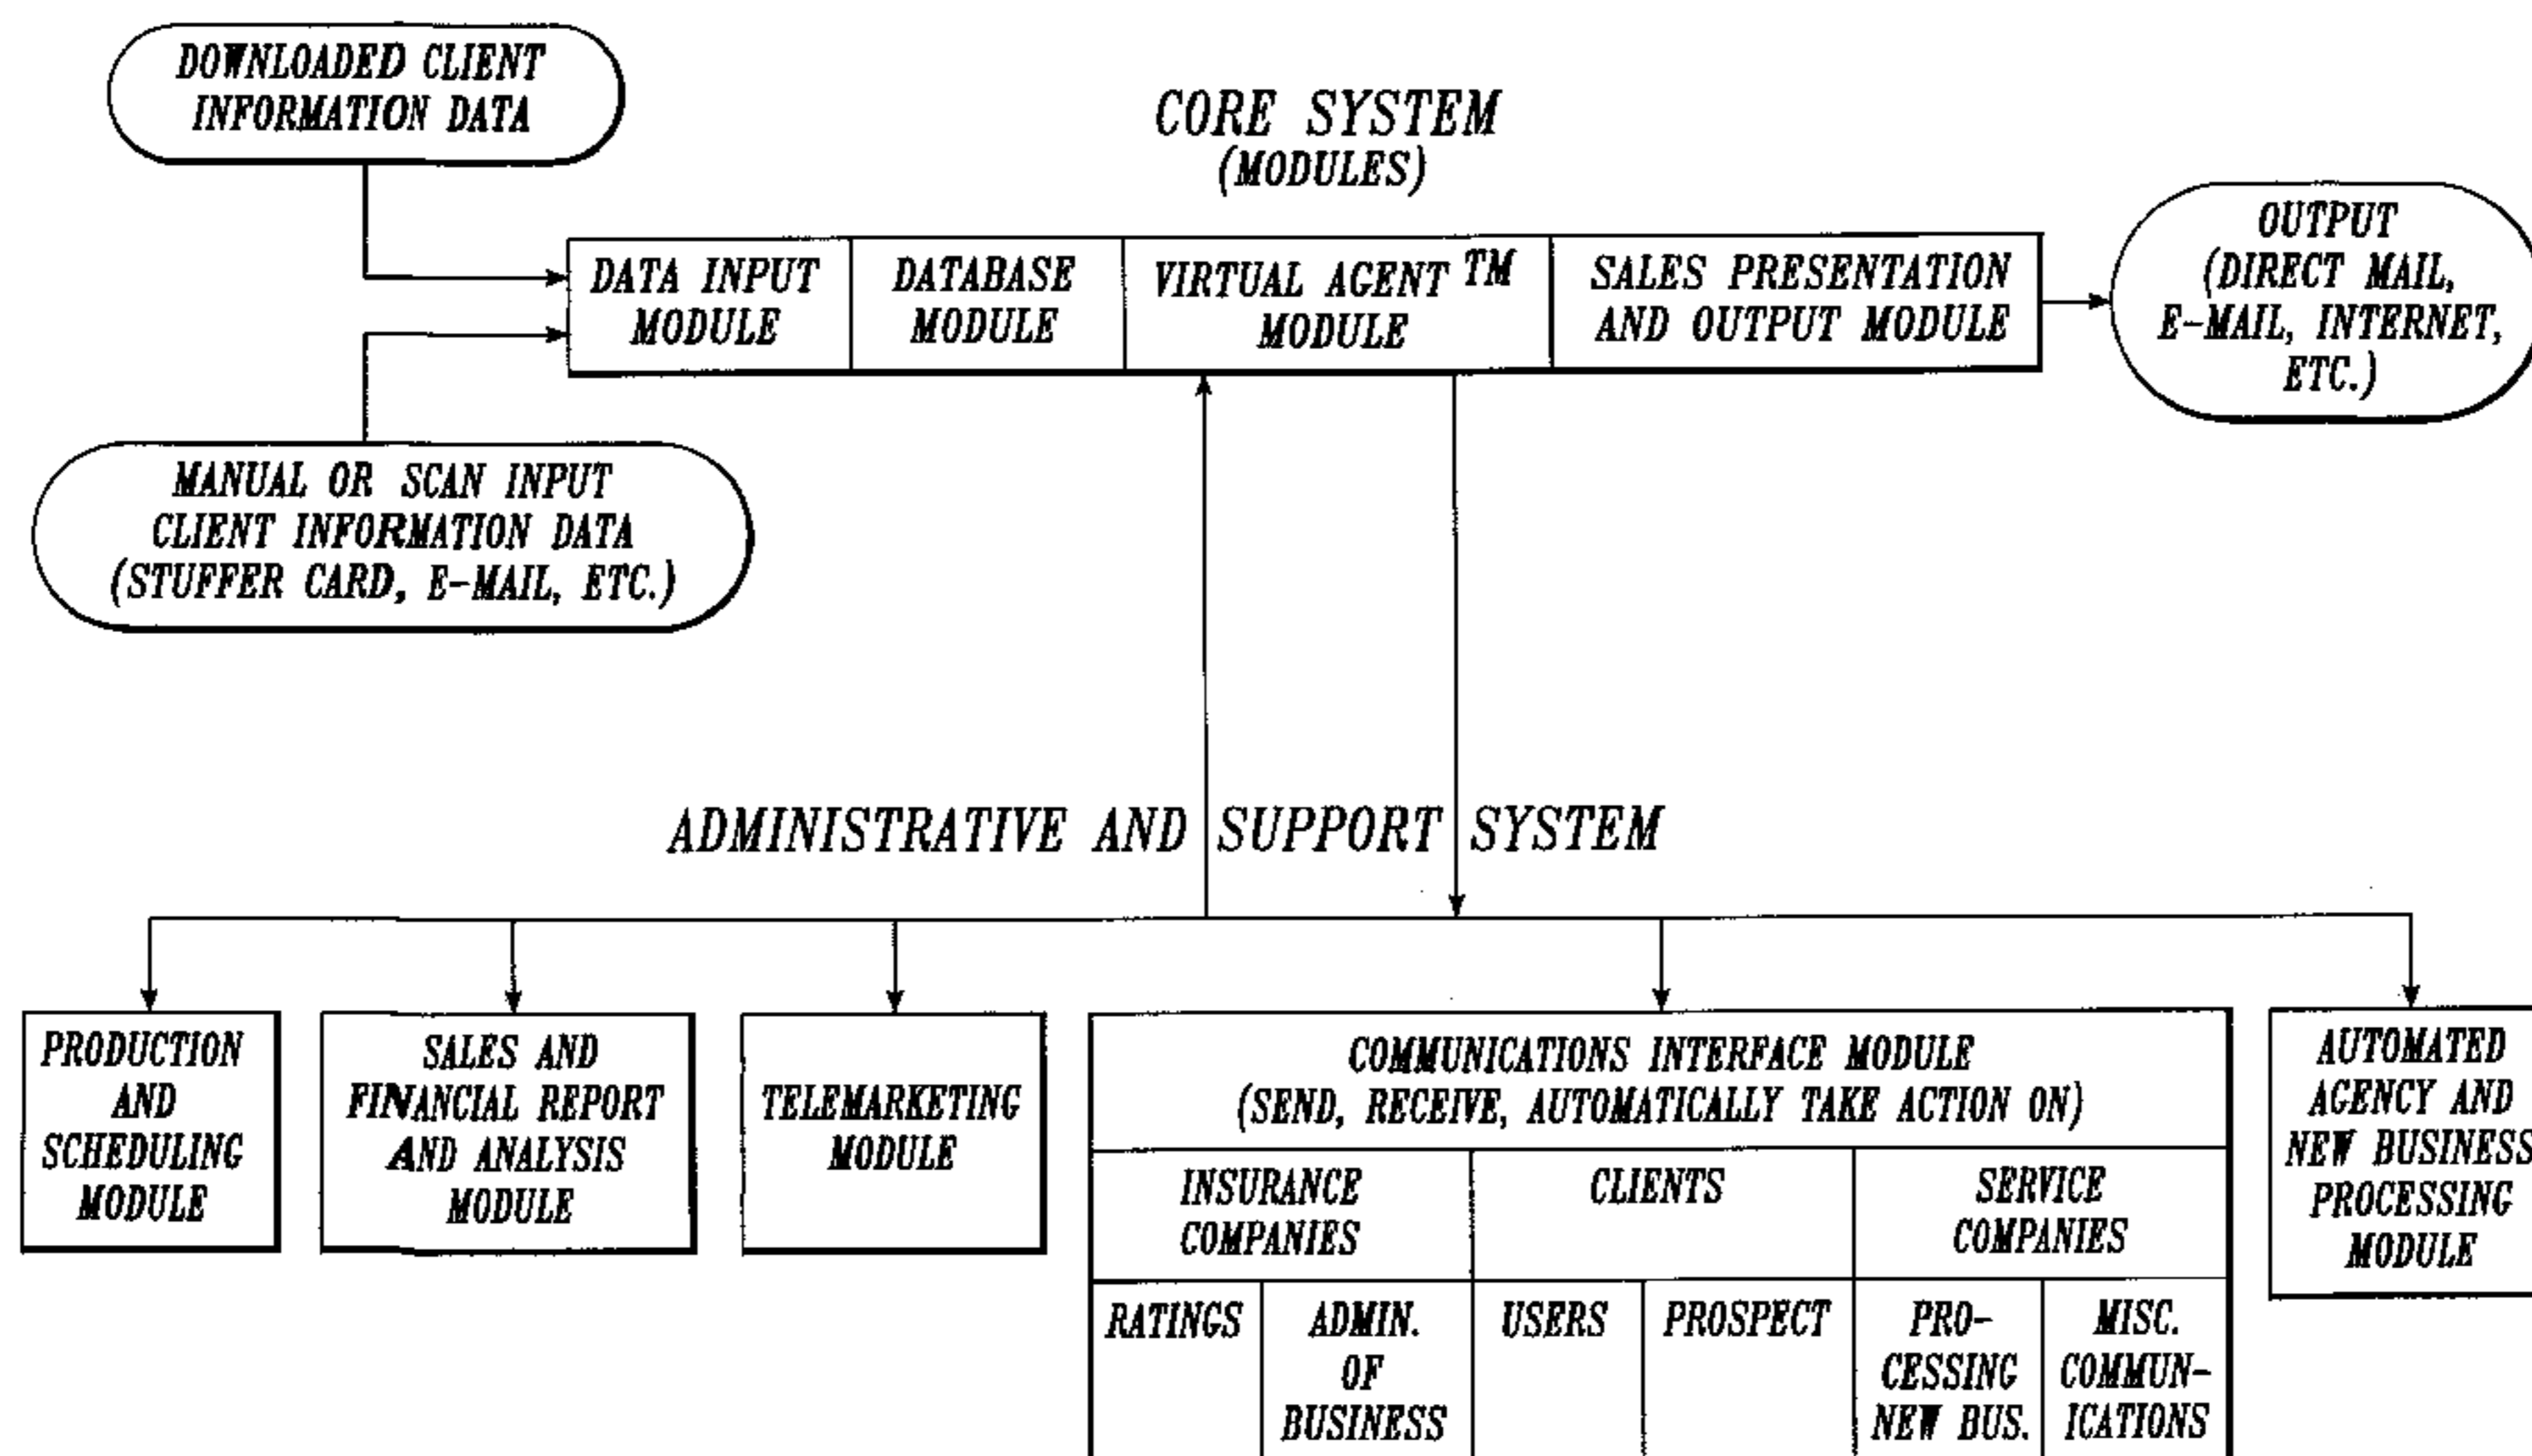 DOWNLOADED CLIENT
INFORMATION DATA
CORE SYSTEM
(MODULES)
DATA INPUT
MODULE
DATABASE
MODULE
VIRTUAL AGENT TM
MODULE
SALES PRESENTATION
AND OUTPUT MODULE
OUTPUT
(DIRECT MAIL,
E-MAIL, INTERNET,
ETC.)
MANUAL OR SCAN INPUT
CLIENT INFORMATION DATA
(STUFFER CARD, E-MAIL, ETC.)
ADMINISTRATIVE AND SUPPORT SYSTEM
PRODUCTION
AND
SCHEDULING
MODULE
SALES AND
FINANCIAL REPORT
AND ANALYSIS
MODULE
TELEMARKETING
MODULE
COMMUNICATIONS INTERFACE MODULE
(SEND, RECEIVE, AUTOMATICALLY TAKE ACTION ON)
INSURANCE
COMPANIES
CLIENTS
SERVICE
COMPANIES
RATINGS
ADMIN.
OF
BUSINESS
USERS
PROSPECT
PRO-
CESSING
NEW BUS.
MISC.
COMMUN-
ICATIONS
AUTOMATED
AGENCY AND
NEW BUSINESS
PROCESSING
MODULE